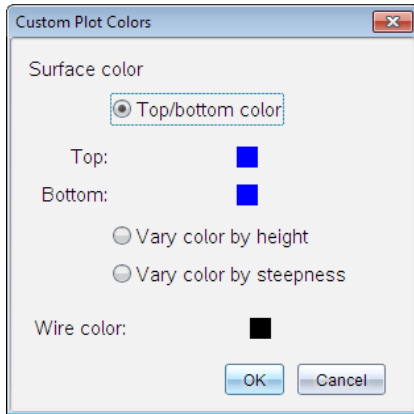 Custom Plot Colors
Surface color
Top/bottom color
Top:
Bottom:
Vary color by height
Vary color by steepness
Wire color:
OK Cancel